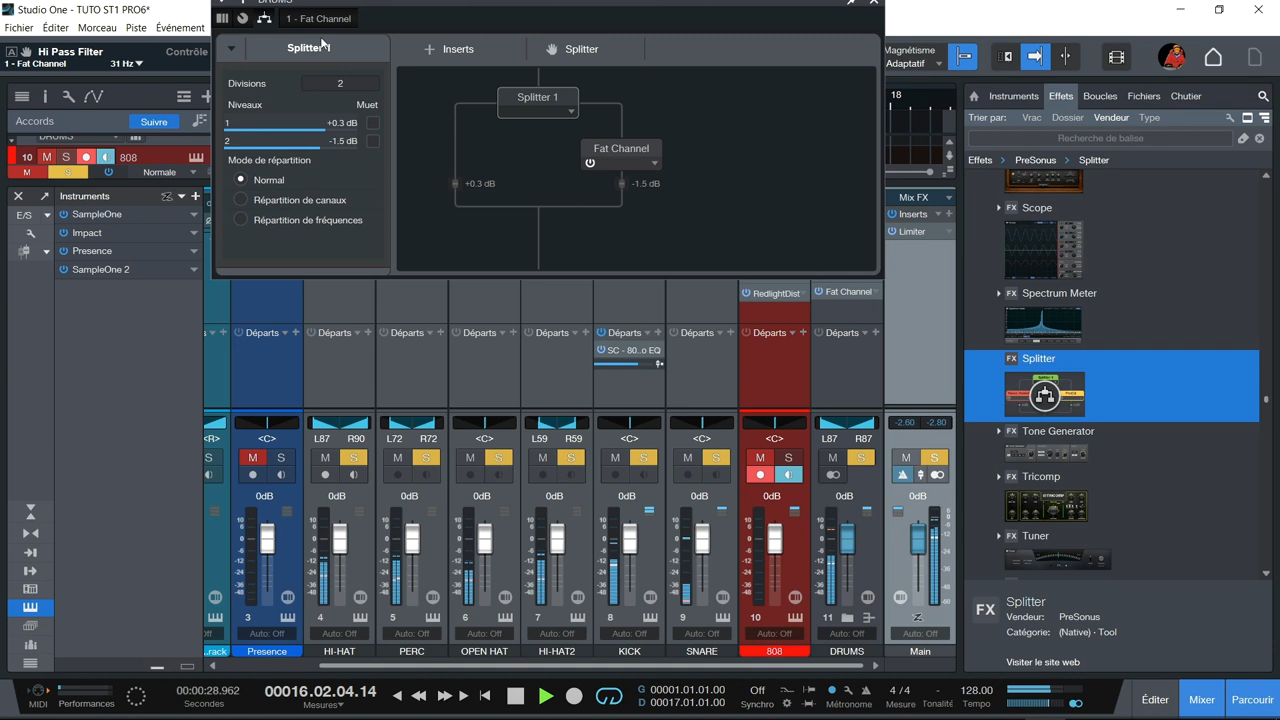 Studio One - TUTO ST1 PRO6*
Fichier Éditer Morceau Piste Événement
Hi Pass Filter
1 - Fat Channel 31 Hz
Contrôle
Accords Suivre
DRUMS
10 M S 808
M S Normale
Instruments
E/S
SampleOne
Impact
Presence
SampleOne 2
1 - Fat Channel
Splitter 1
Inserts
Splitter
Divisions 2
Niveaux Muet
1 +0.3 dB
2 -1.5 dB
Mode de répartition
Normal
Répartition de canaux
Répartition de fréquences
Splitter 1
Fat Channel
+0.3 dB -1.5 dB
Magnétisme
Adaptatif
18
Mix FX
Inserts
Limiter
Instruments Effets Boucles Fichiers Chutier
Trier par: Vrac Dossier Vendeur Type
Recherche de balise
Effets PreSonus Splitter
FX Scope
FX Spectrum Meter
FX Splitter
FX Tone Generator
FX Tricomp
FX Tuner
FX
Splitter
Vendeur: PreSonus
Catégorie: (Native) · Tool
Visiter le site web
RedlightDist Fat Channel
Départs Départs Départs Départs Départs Départs Départs Départs Départs
SC - 80..o EQ
-2.60 -2.80
<R> <C> L87 R87 L72 R72 <C> L59 R59 <C> <C> <C> L87 R87 <C>
S M S M S M S M S M S M S M S M S M S M S
0dB 0dB 0dB 0dB 0dB 0dB 0dB 0dB 0dB 0dB
3 4 5 6 7 8 9 10 11
Auto: Off Auto: Off Auto: Off Auto: Off Auto: Off Auto: Off Auto: Off Auto: Off Auto: Off Auto: Off
..rack Presence HI-HAT PERC OPEN HAT HI-HAT2 KICK SNARE 808 DRUMS Main
MIDI Performances
00:00:28.962
Secondes
00016.02.04.14
Mesures
G 00001.01.01.00
D 00017.01.01.00
Off
Synchro
Métronome
4 / 4
Mesure
Tonalité
128.00
Tempo
Éditer Mixer Parcourir